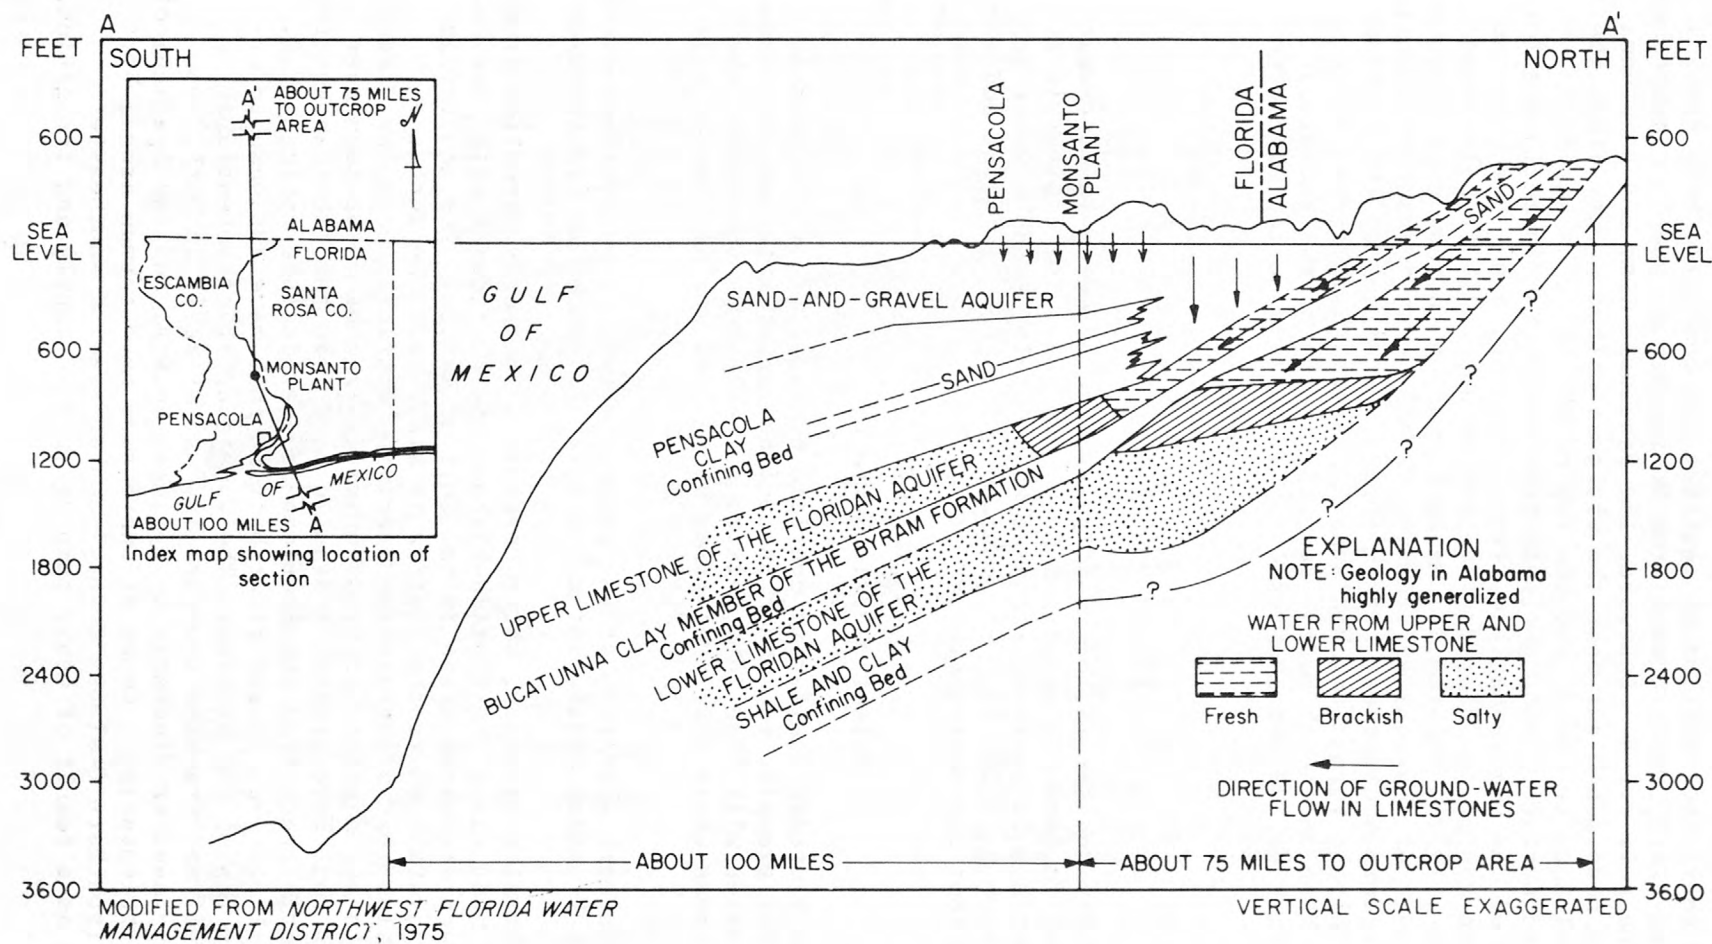 A
A'
FEET
SOUTH
NORTH
FEET
A'
ABOUT 75 MILES
TO OUTCROP
AREA
N
ALABAMA
FLORIDA
ESCAMBIA
CO.
SANTA
ROSA CO.
MONSANTO
PLANT
PENSACOLA
GULF
OF
MEXICO
ABOUT 100 MILES
A
Index map showing location of
section
600
SEA
LEVEL
600
1200
1800
2400
3000
3600
PENSACOLA
MONSANTO
PLANT
FLORIDA
ALABAMA
GULF
OF
MEXICO
SAND-AND-GRAVEL AQUIFER
SAND
SAND
PENSACOLA
CLAY
Confining Bed
UPPER LIMESTONE OF THE FLORIDAN AQUIFER
BUCATUNNA CLAY MEMBER OF THE BYRAM FORMATION
Confining Bed
LOWER LIMESTONE OF THE
FLORIDAN AQUIFER
SHALE AND CLAY
Confining Bed
?
?
?
?
?
600
SEA
LEVEL
600
1200
1800
2400
3000
3600
EXPLANATION
NOTE: Geology in Alabama
highly generalized
WATER FROM UPPER AND
LOWER LIMESTONE
Fresh
Brackish
Salty
DIRECTION OF GROUND-WATER
FLOW IN LIMESTONES
ABOUT 100 MILES
ABOUT 75 MILES TO OUTCROP AREA
MODIFIED FROM NORTHWEST FLORIDA WATER
MANAGEMENT DISTRICT, 1975
VERTICAL SCALE EXAGGERATED